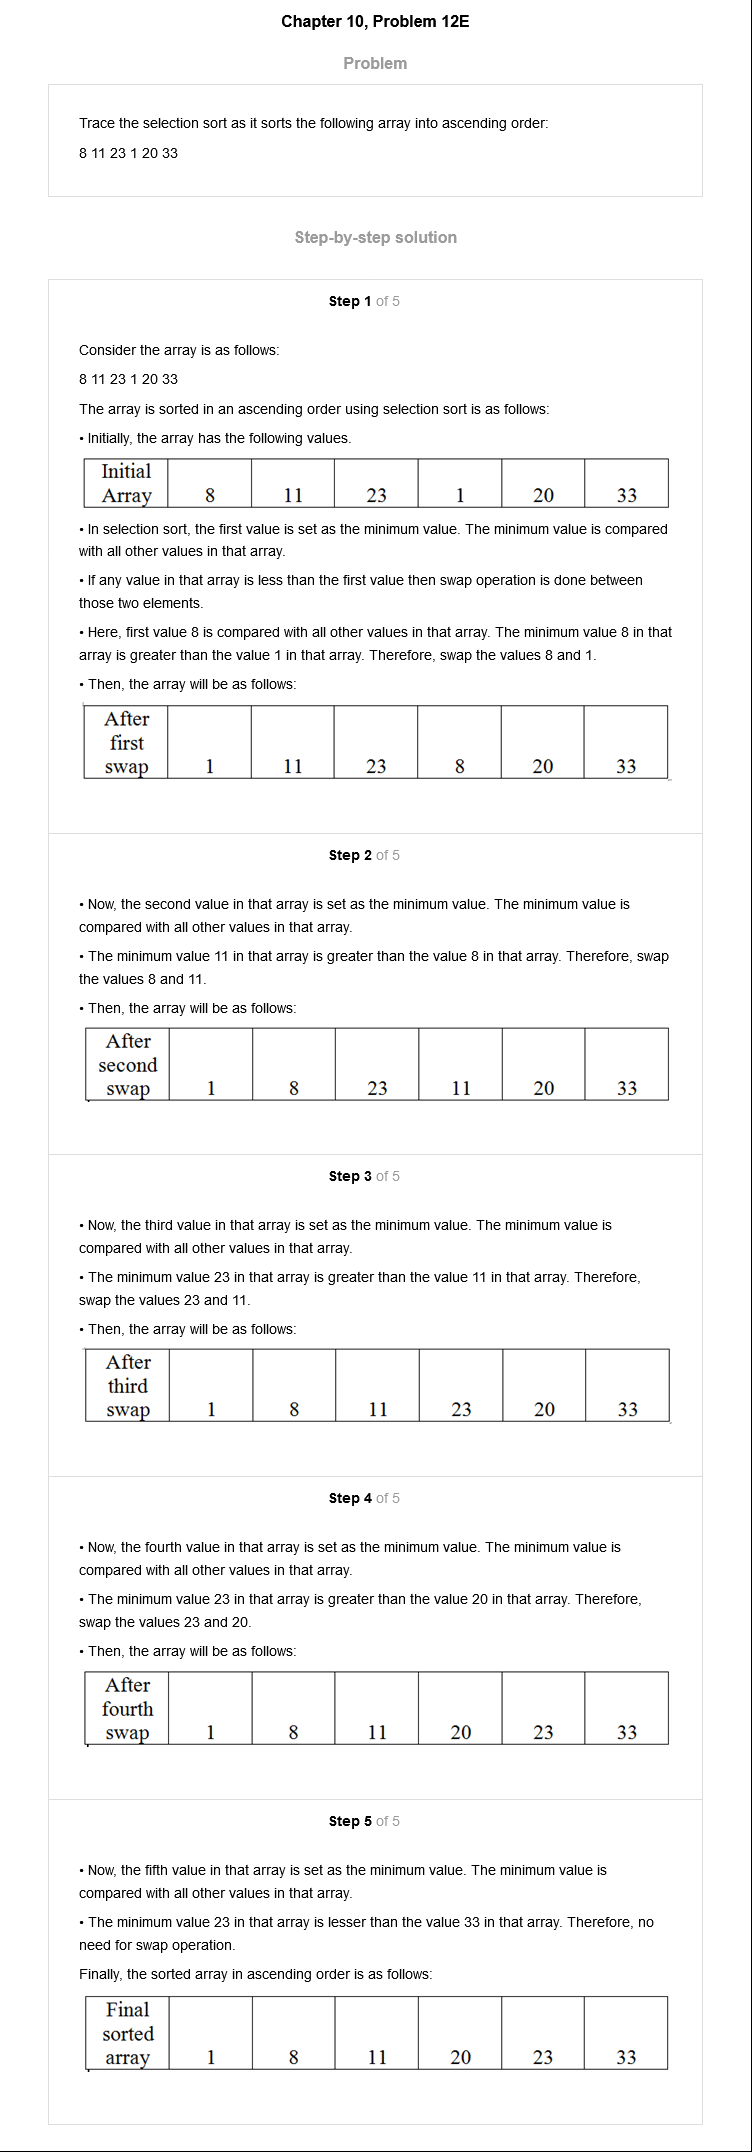 Chapter 10, Problem 12E
Problem
Trace the selection sort as it sorts the following array into ascending order:
8 11 23 1 20 33
Step-by-step solution
Step 1 of 5
Consider the array is as follows:
8 11 23 1 20 33
The array is sorted in an ascending order using selection sort is as follows:
• Initially, the array has the following values.
Initial
Array 8 11 23 1 20 33
• In selection sort, the first value is set as the minimum value. The minimum value is compared
with all other values in that array.
• If any value in that array is less than the first value then swap operation is done between
those two elements.
• Here, first value 8 is compared with all other values in that array. The minimum value 8 in that
array is greater than the value 1 in that array. Therefore, swap the values 8 and 1.
• Then, the array will be as follows:
After
first
swap 1 11 23 8 20 33
Step 2 of 5
• Now, the second value in that array is set as the minimum value. The minimum value is
compared with all other values in that array.
• The minimum value 11 in that array is greater than the value 8 in that array. Therefore, swap
the values 8 and 11.
• Then, the array will be as follows:
After
second
swap 1 8 23 11 20 33
Step 3 of 5
• Now, the third value in that array is set as the minimum value. The minimum value is
compared with all other values in that array.
• The minimum value 23 in that array is greater than the value 11 in that array. Therefore,
swap the values 23 and 11.
• Then, the array will be as follows:
After
third
swap 1 8 11 23 20 33
Step 4 of 5
• Now, the fourth value in that array is set as the minimum value. The minimum value is
compared with all other values in that array.
• The minimum value 23 in that array is greater than the value 20 in that array. Therefore,
swap the values 23 and 20.
• Then, the array will be as follows:
After
fourth
swap 1 8 11 20 23 33
Step 5 of 5
• Now, the fifth value in that array is set as the minimum value. The minimum value is
compared with all other values in that array.
• The minimum value 23 in that array is lesser than the value 33 in that array. Therefore, no
need for swap operation.
Finally, the sorted array in ascending order is as follows:
Final
sorted
array 1 8 11 20 23 33